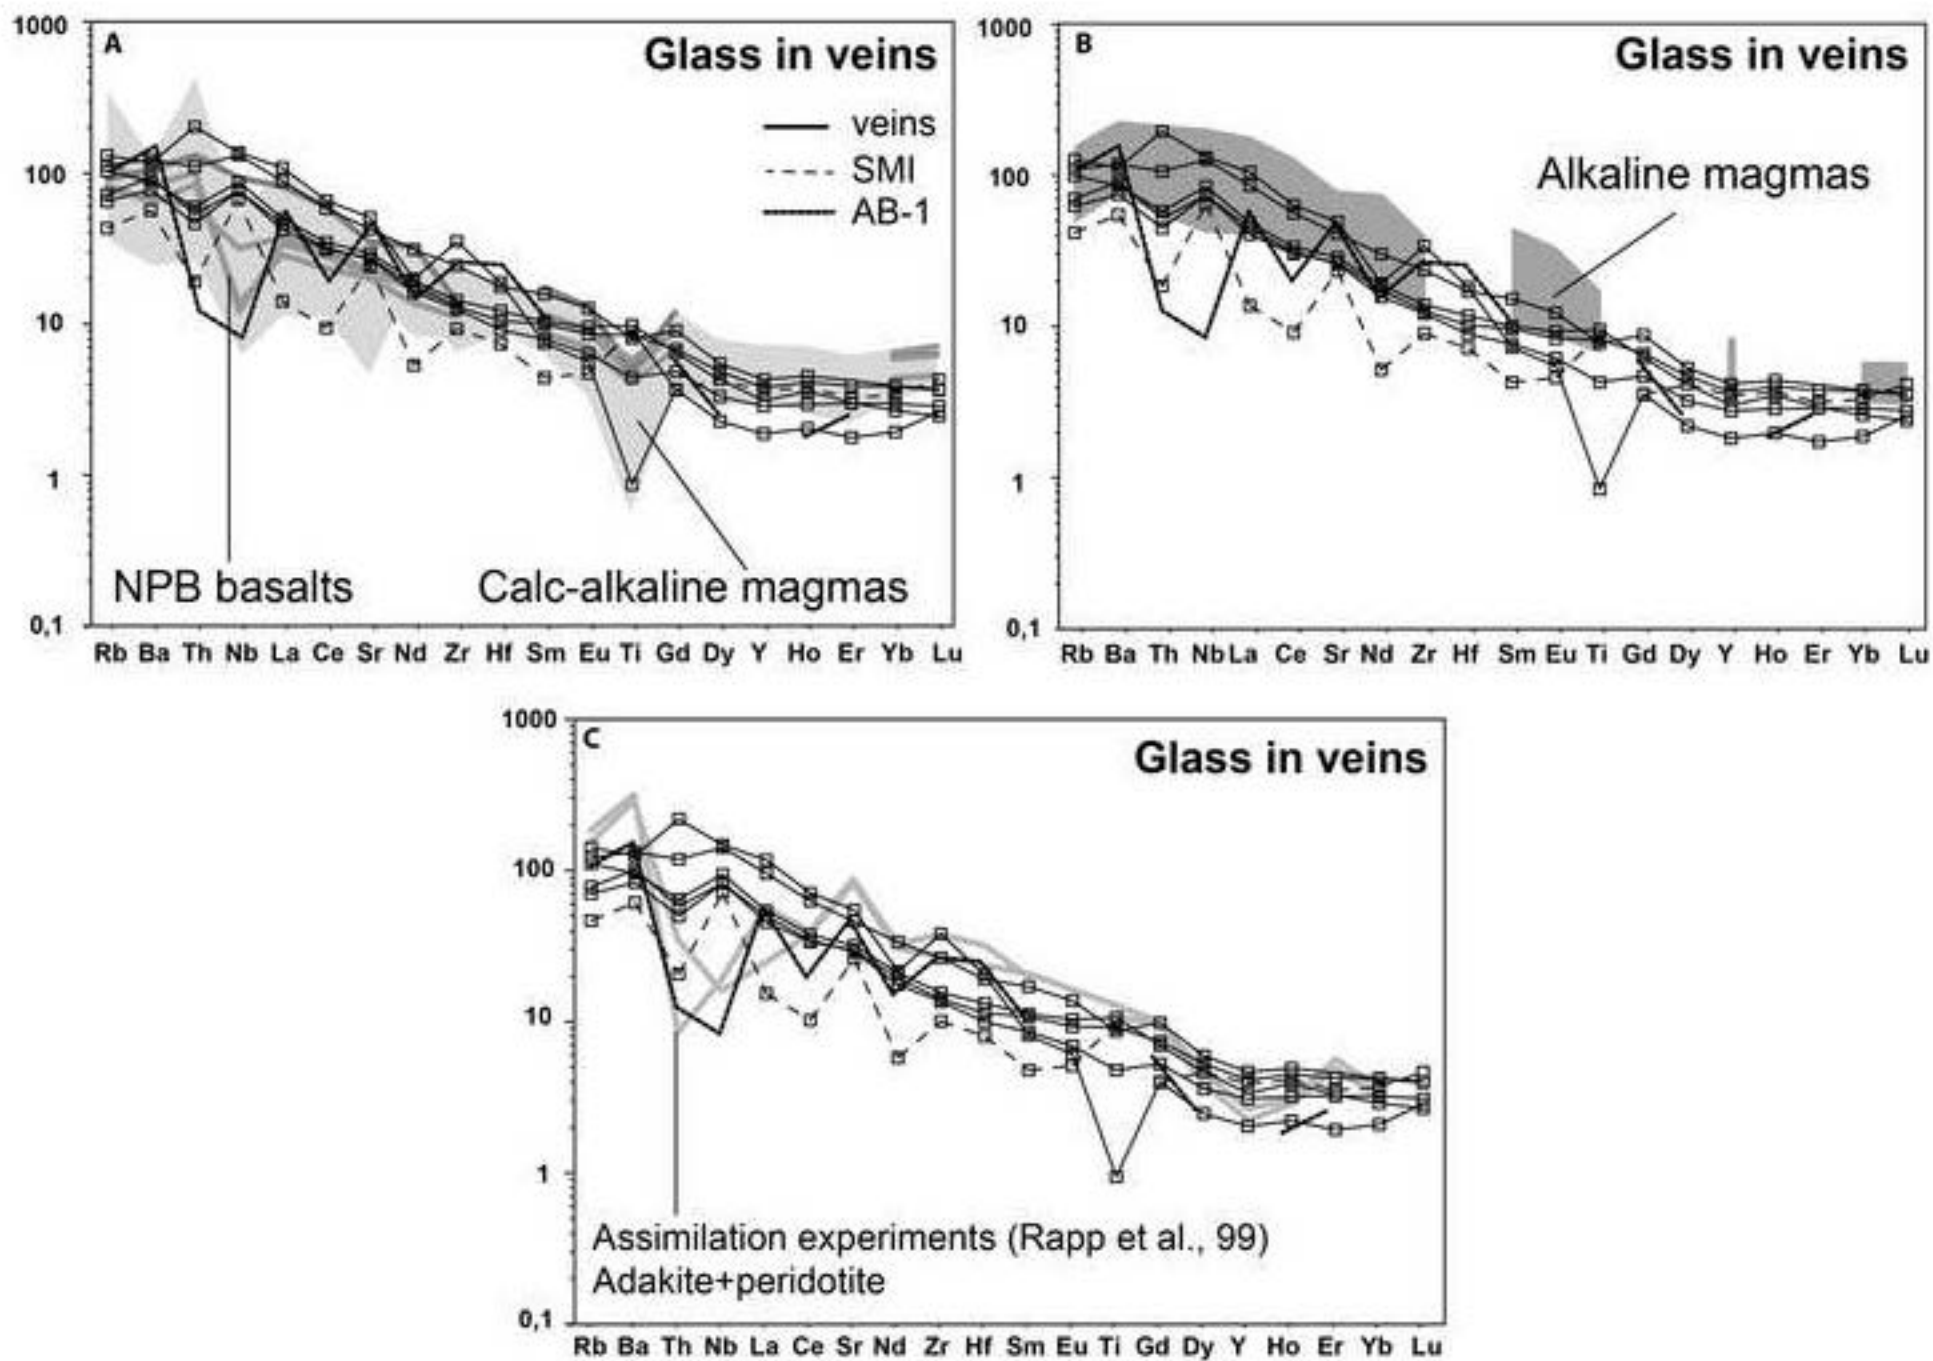 A
Glass in veins
1000
100
10
1
0,1
veins
SMI
AB-1
NPB basalts
Calc-alkaline magmas
Rb Ba Th Nb La Ce Sr Nd Zr Hf Sm Eu Ti Gd Dy Y Ho Er Yb Lu
B
Glass in veins
1000
100
10
1
0,1
Alkaline magmas
Rb Ba Th Nb La Ce Sr Nd Zr Hf Sm Eu Ti Gd Dy Y Ho Er Yb Lu
C
Glass in veins
1000
100
10
1
0,1
Assimilation experiments (Rapp et al., 99)
Adakite+peridotite
Rb Ba Th Nb La Ce Sr Nd Zr Hf Sm Eu Ti Gd Dy Y Ho Er Yb Lu